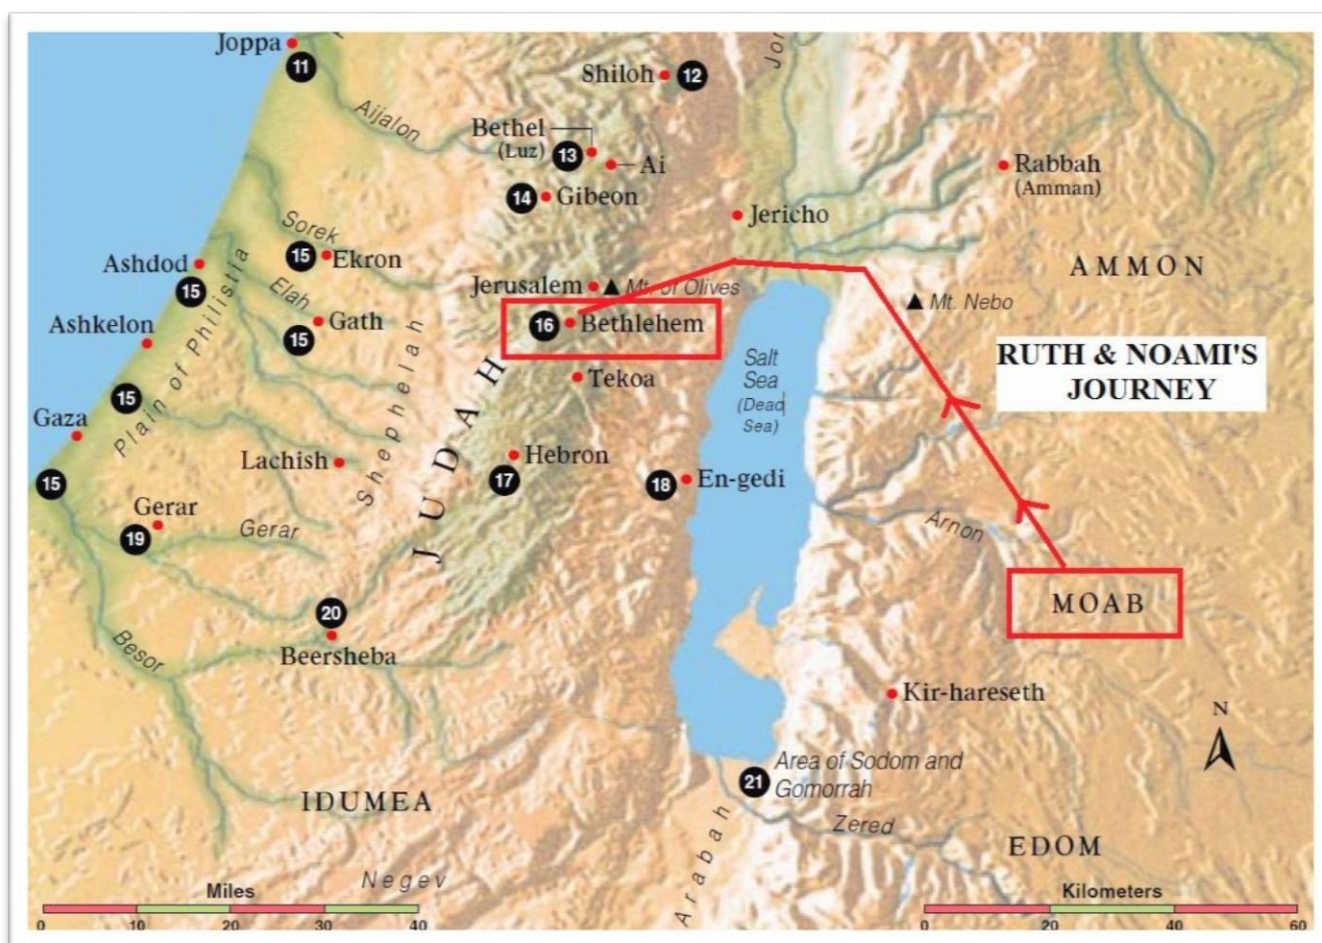 Joppa
11
Shiloh
12
Jor
Aijalon
Bethel
(Luz)
13
Ai
14
Gibeon
Rabbah
(Amman)
Jericho
Sorek
15
Ekron
Ashdod
15
Elah
Jerusalem
Mt. of Olives
AMMON
Mt. Nebo
Ashkelon
15
Gath
16
Bethlehem
Plain of Philistia
Shephelah
JUDAH
Salt
Sea
(Dead
Sea)
RUTH & NOAMI'S
JOURNEY
Tekoa
15
Gaza
Lachish
Hebron
17
18
En-gedi
15
Gerar
19
Gerar
Arnon
MOAB
20
Beersheba
Besor
Kir-hareseth
N
Area of Sodom and
Gomorrah
21
IDUMEA
Zered
Arabah
EDOM
Negev
Miles
0 10 20 30 40
Kilometers
0 20 40 60